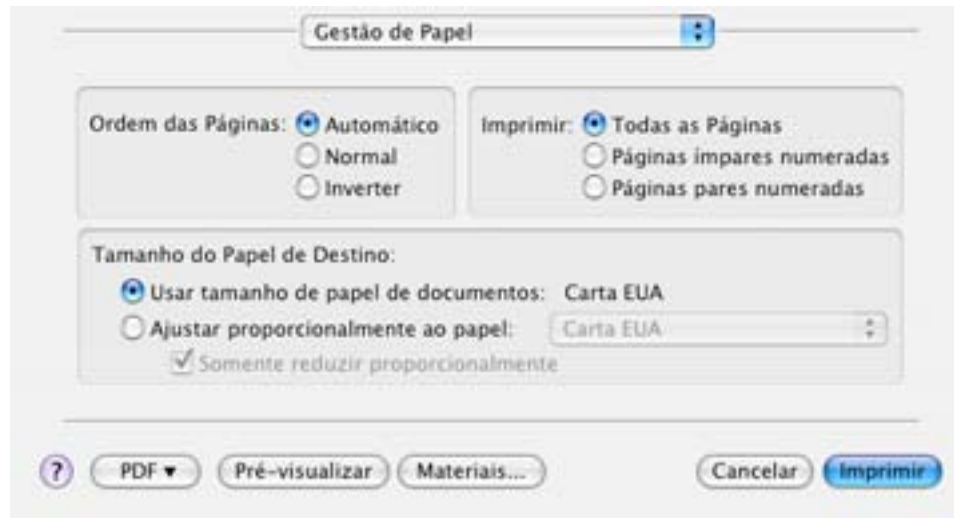 Gestão de Papel
Ordem das Páginas: Automático
Normal
Inverter
Imprimir: Todas as Páginas
Páginas ímpares numeradas
Páginas pares numeradas
Tamanho do Papel de Destino:
Usar tamanho de papel de documentos: Carta EUA
Ajustar proporcionalmente ao papel: Carta EUA
Somente reduzir proporcionalmente
? PDF Pré-visualizar Materiais... Cancelar Imprimir